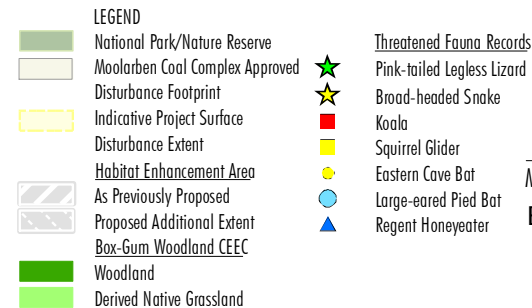 LEGEND
National Park/Nature Reserve
Moolarben Coal Complex Approved
Disturbance Footprint
Indicative Project Surface
Disturbance Extent
Habitat Enhancement Area
As Previously Proposed
Proposed Additional Extent
Box-Gum Woodland CEEC
Woodland
Derived Native Grassland
Threatened Fauna Records
Pink-tailed Legless Lizard
Broad-headed Snake
Koala
Squirrel Glider
Eastern Cave Bat
Large-eared Pied Bat
Regent Honeyeater